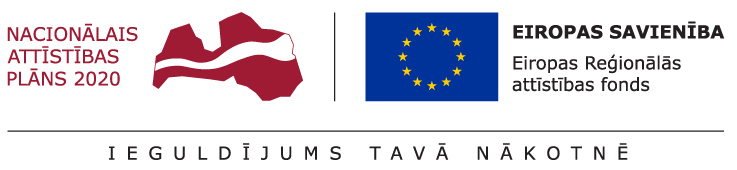 NACIONĀLAIS
ATTĪSTĪBAS
PLĀNS 2020
EIROPAS SAVIENĪBA
Eiropas Reģionālās
attīstības fonds
IEGULDĪJUMS TAVĀ NĀKOTNĒ